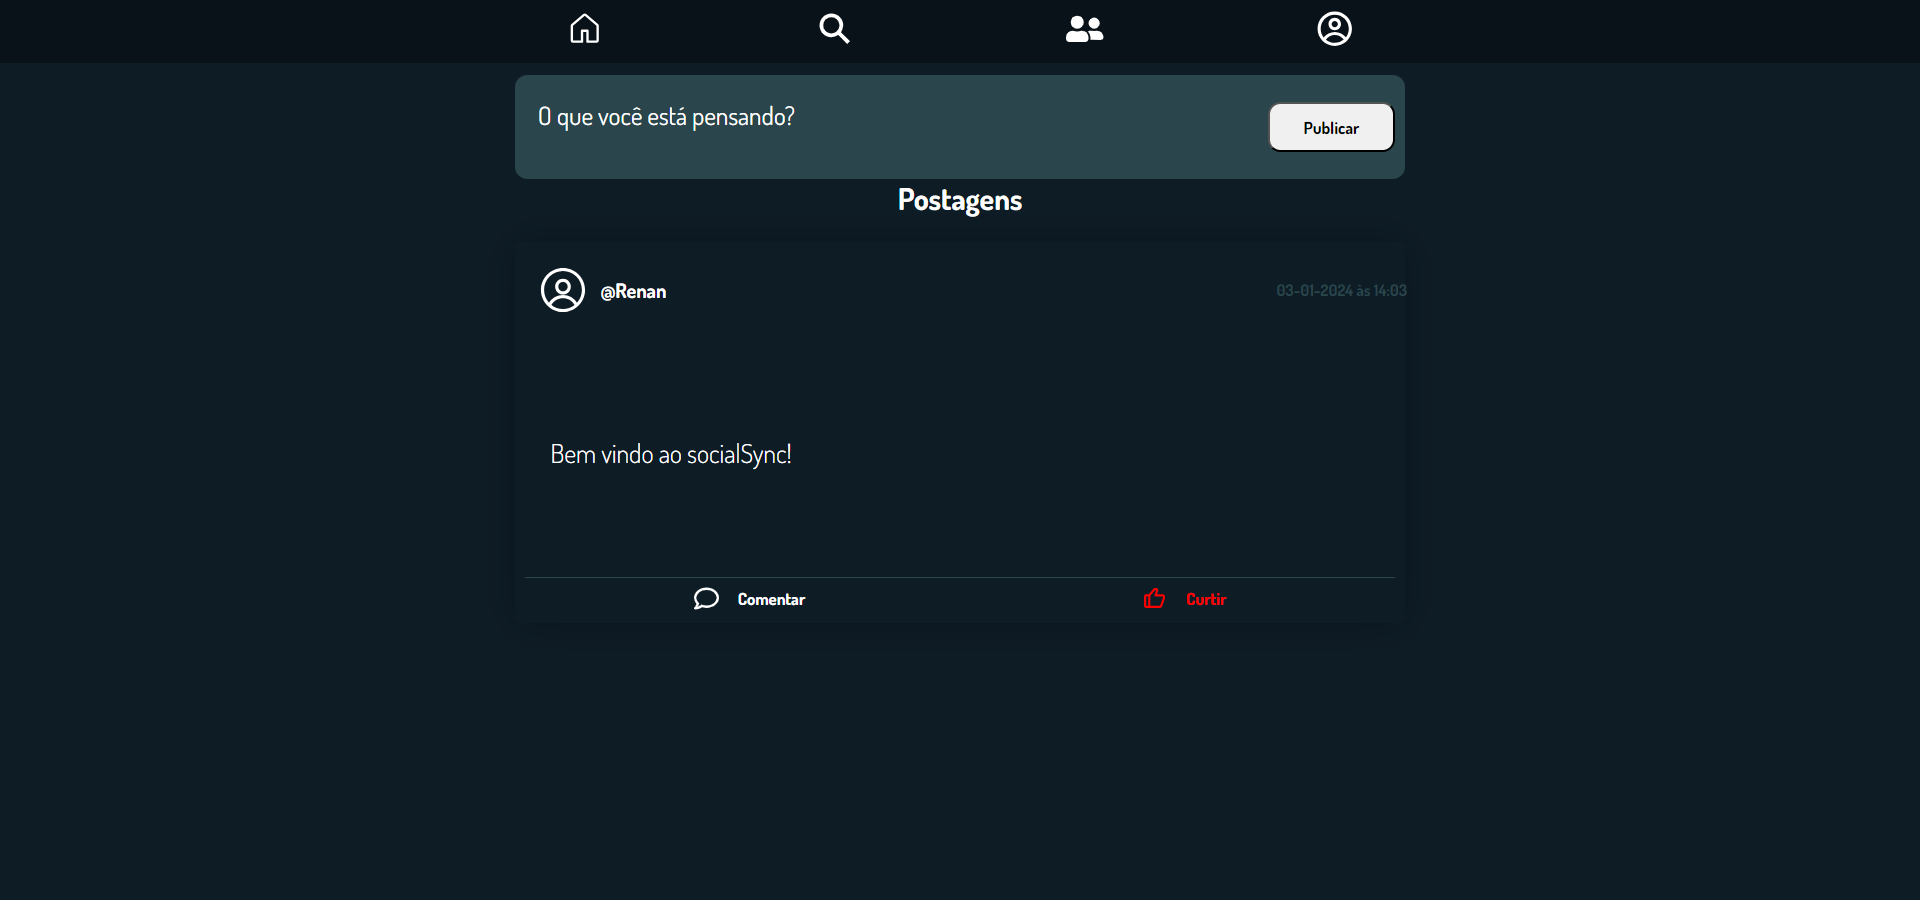 O que você está pensando?
Publicar
Postagens
@Renan
03-01-2024 às 14:03
Bem vindo ao socialSync!
Comentar
Curtir